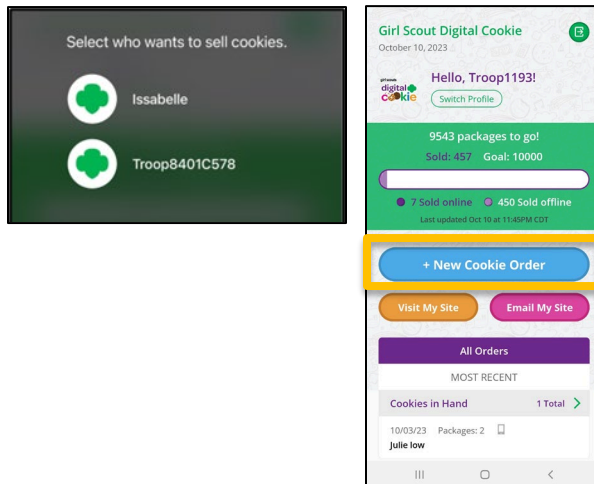 Select who wants to sell cookies.
Issabelle
Troop8401C578
Girl Scout Digital Cookie
October 10, 2023
girl scouts
digital
cookie
Hello, Troop1193!
Switch Profile
9543 packages to go!
Sold: 457 Goal: 10000
7 Sold online 450 Sold offline
Last updated Oct 10 at 11:45PM CDT
+ New Cookie Order
Visit My Site Email My Site
All Orders
MOST RECENT
Cookies in Hand 1 Total
10/03/23 Packages: 2
Julie low